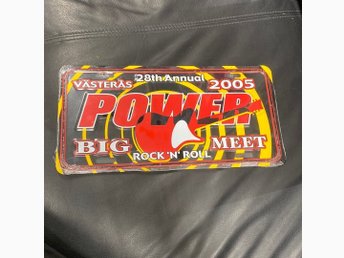 28th Annual
VÄSTERÅS 2005
POWER
BIG MEET
ROCK 'N' ROLL